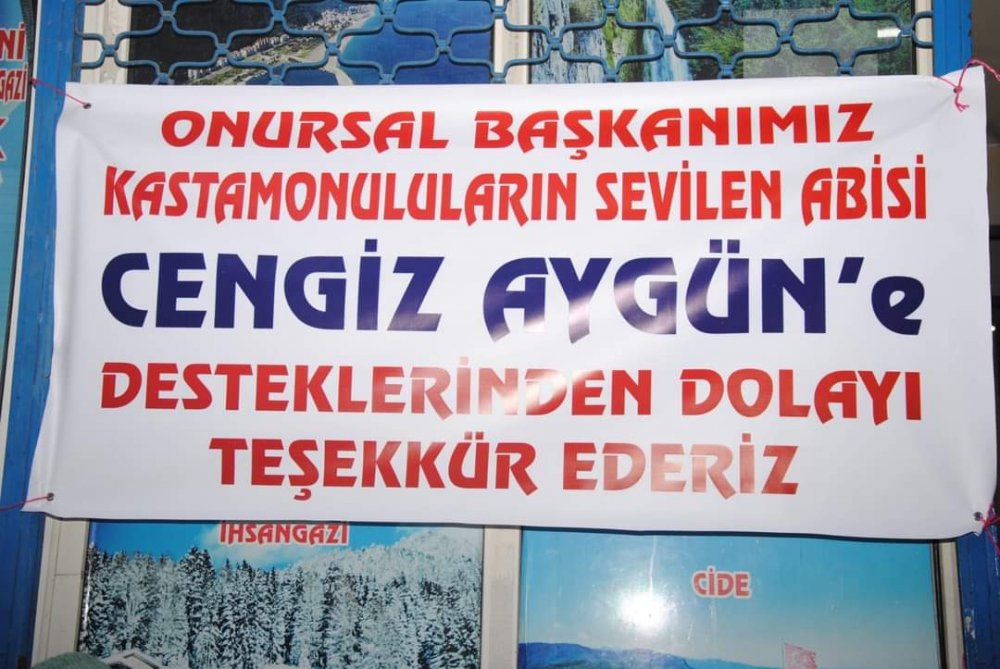 ONURSAL BAŞKANIMIZ
KASTAMONULULARIN SEVİLEN ABİSİ
CENGİZ AYGÜN'e
DESTEKLERİNDEN DOLAYI
TEŞEKKÜR EDERİZ
İHSANGAZİ
CİDE